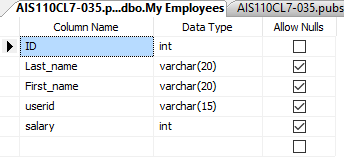 AIS110CL7-035.p...dbo.My Employees AIS110CL7-035.pubs
Column Name Data Type Allow Nulls
ID int
Last_name varchar(20)
First_name varchar(20)
userid varchar(15)
salary int